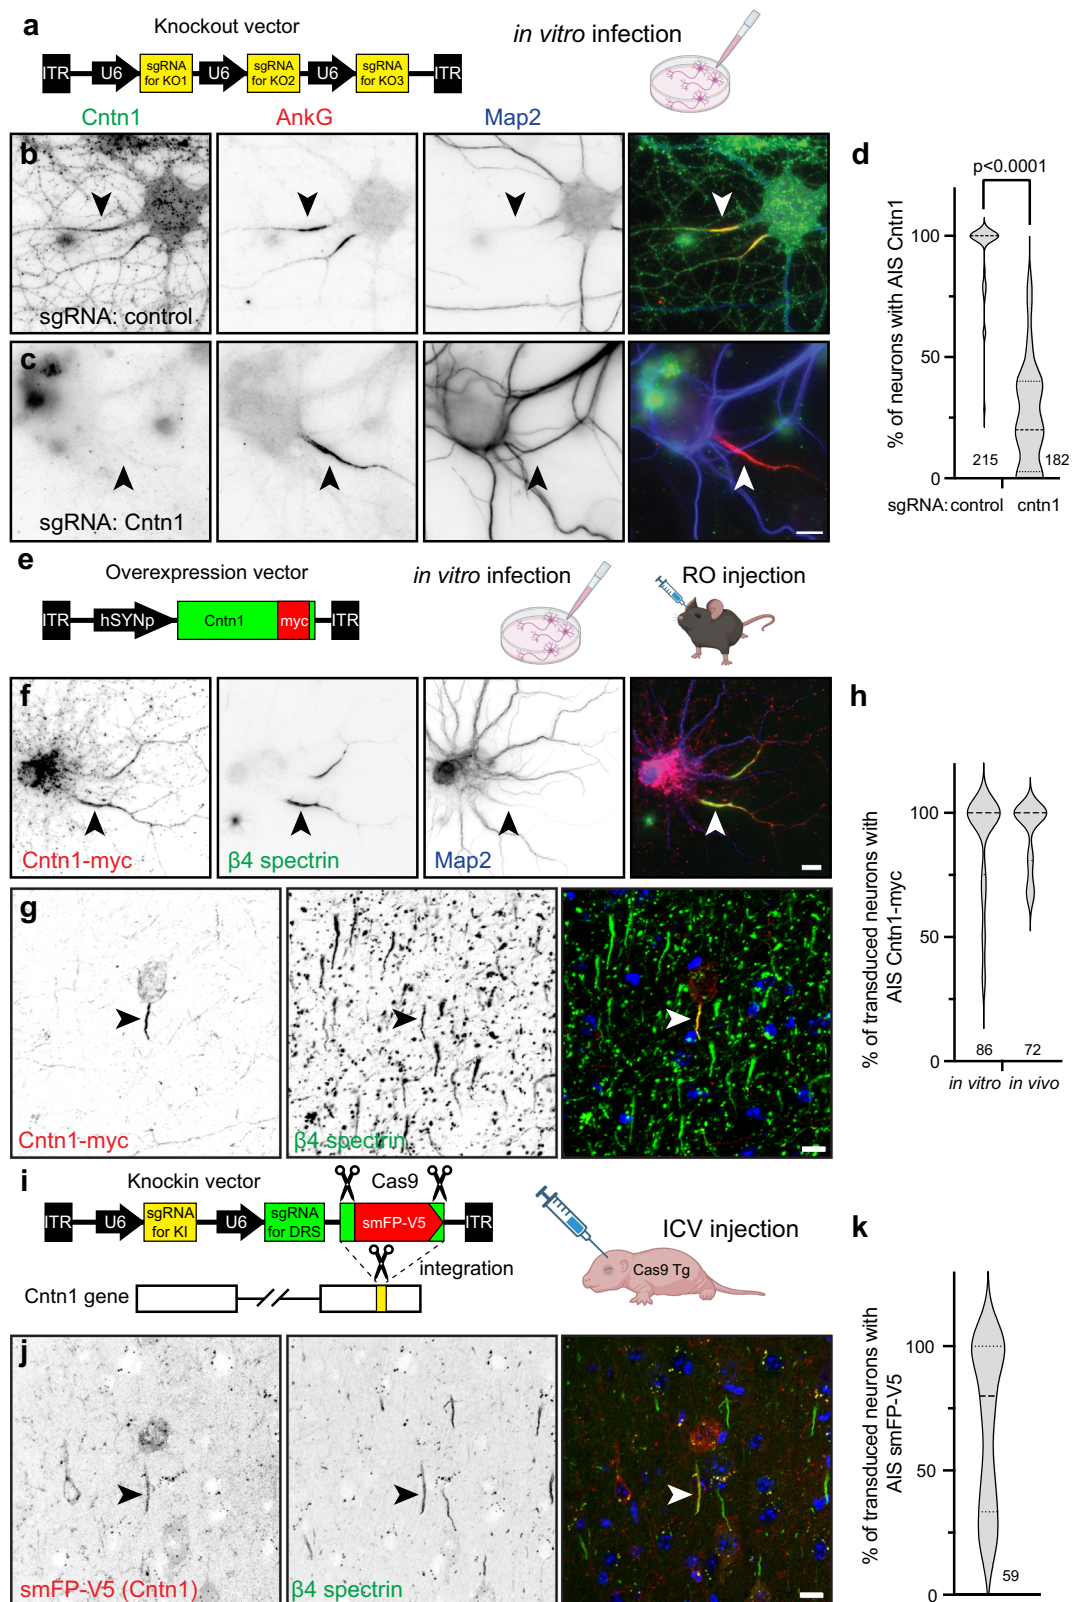 a
Knockout vector
in vitro infection
ITR U6 sgRNA for KO1 U6 sgRNA for KO2 U6 sgRNA for KO3 ITR
Cntn1 AnkG Map2
b
sgRNA: control
c
sgRNA: Cntn1
d
p<0.0001
% of neurons with AIS Cntn1
100
50
0
215 182
sgRNA: control cntn1
e
Overexpression vector
in vitro infection
RO injection
ITR hSYNp Cntn1 myc ITR
f
Cntn1-myc β4 spectrin Map2
g
Cntn1-myc β4 spectrin
h
% of transduced neurons with
AIS Cntn1-myc
100
50
0
86 72
in vitro in vivo
i
Knockin vector
Cas9
ITR U6 sgRNA for KI U6 sgRNA for DRS smFP-V5 ITR
integration
Cntn1 gene
ICV injection
Cas9 Tg
j
smFP-V5 (Cntn1) β4 spectrin
k
% of transduced neurons with
AIS smFP-V5
100
50
0
59